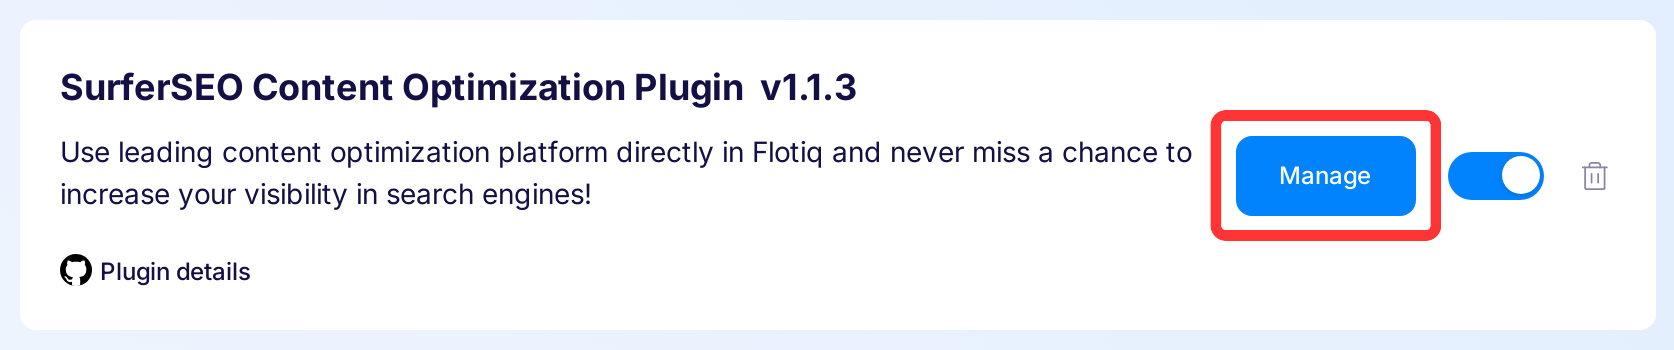 SurferSEO Content Optimization Plugin v1.1.3
Use leading content optimization platform directly in Flotiq and never miss a chance to
increase your visibility in search engines!
Manage
Plugin details